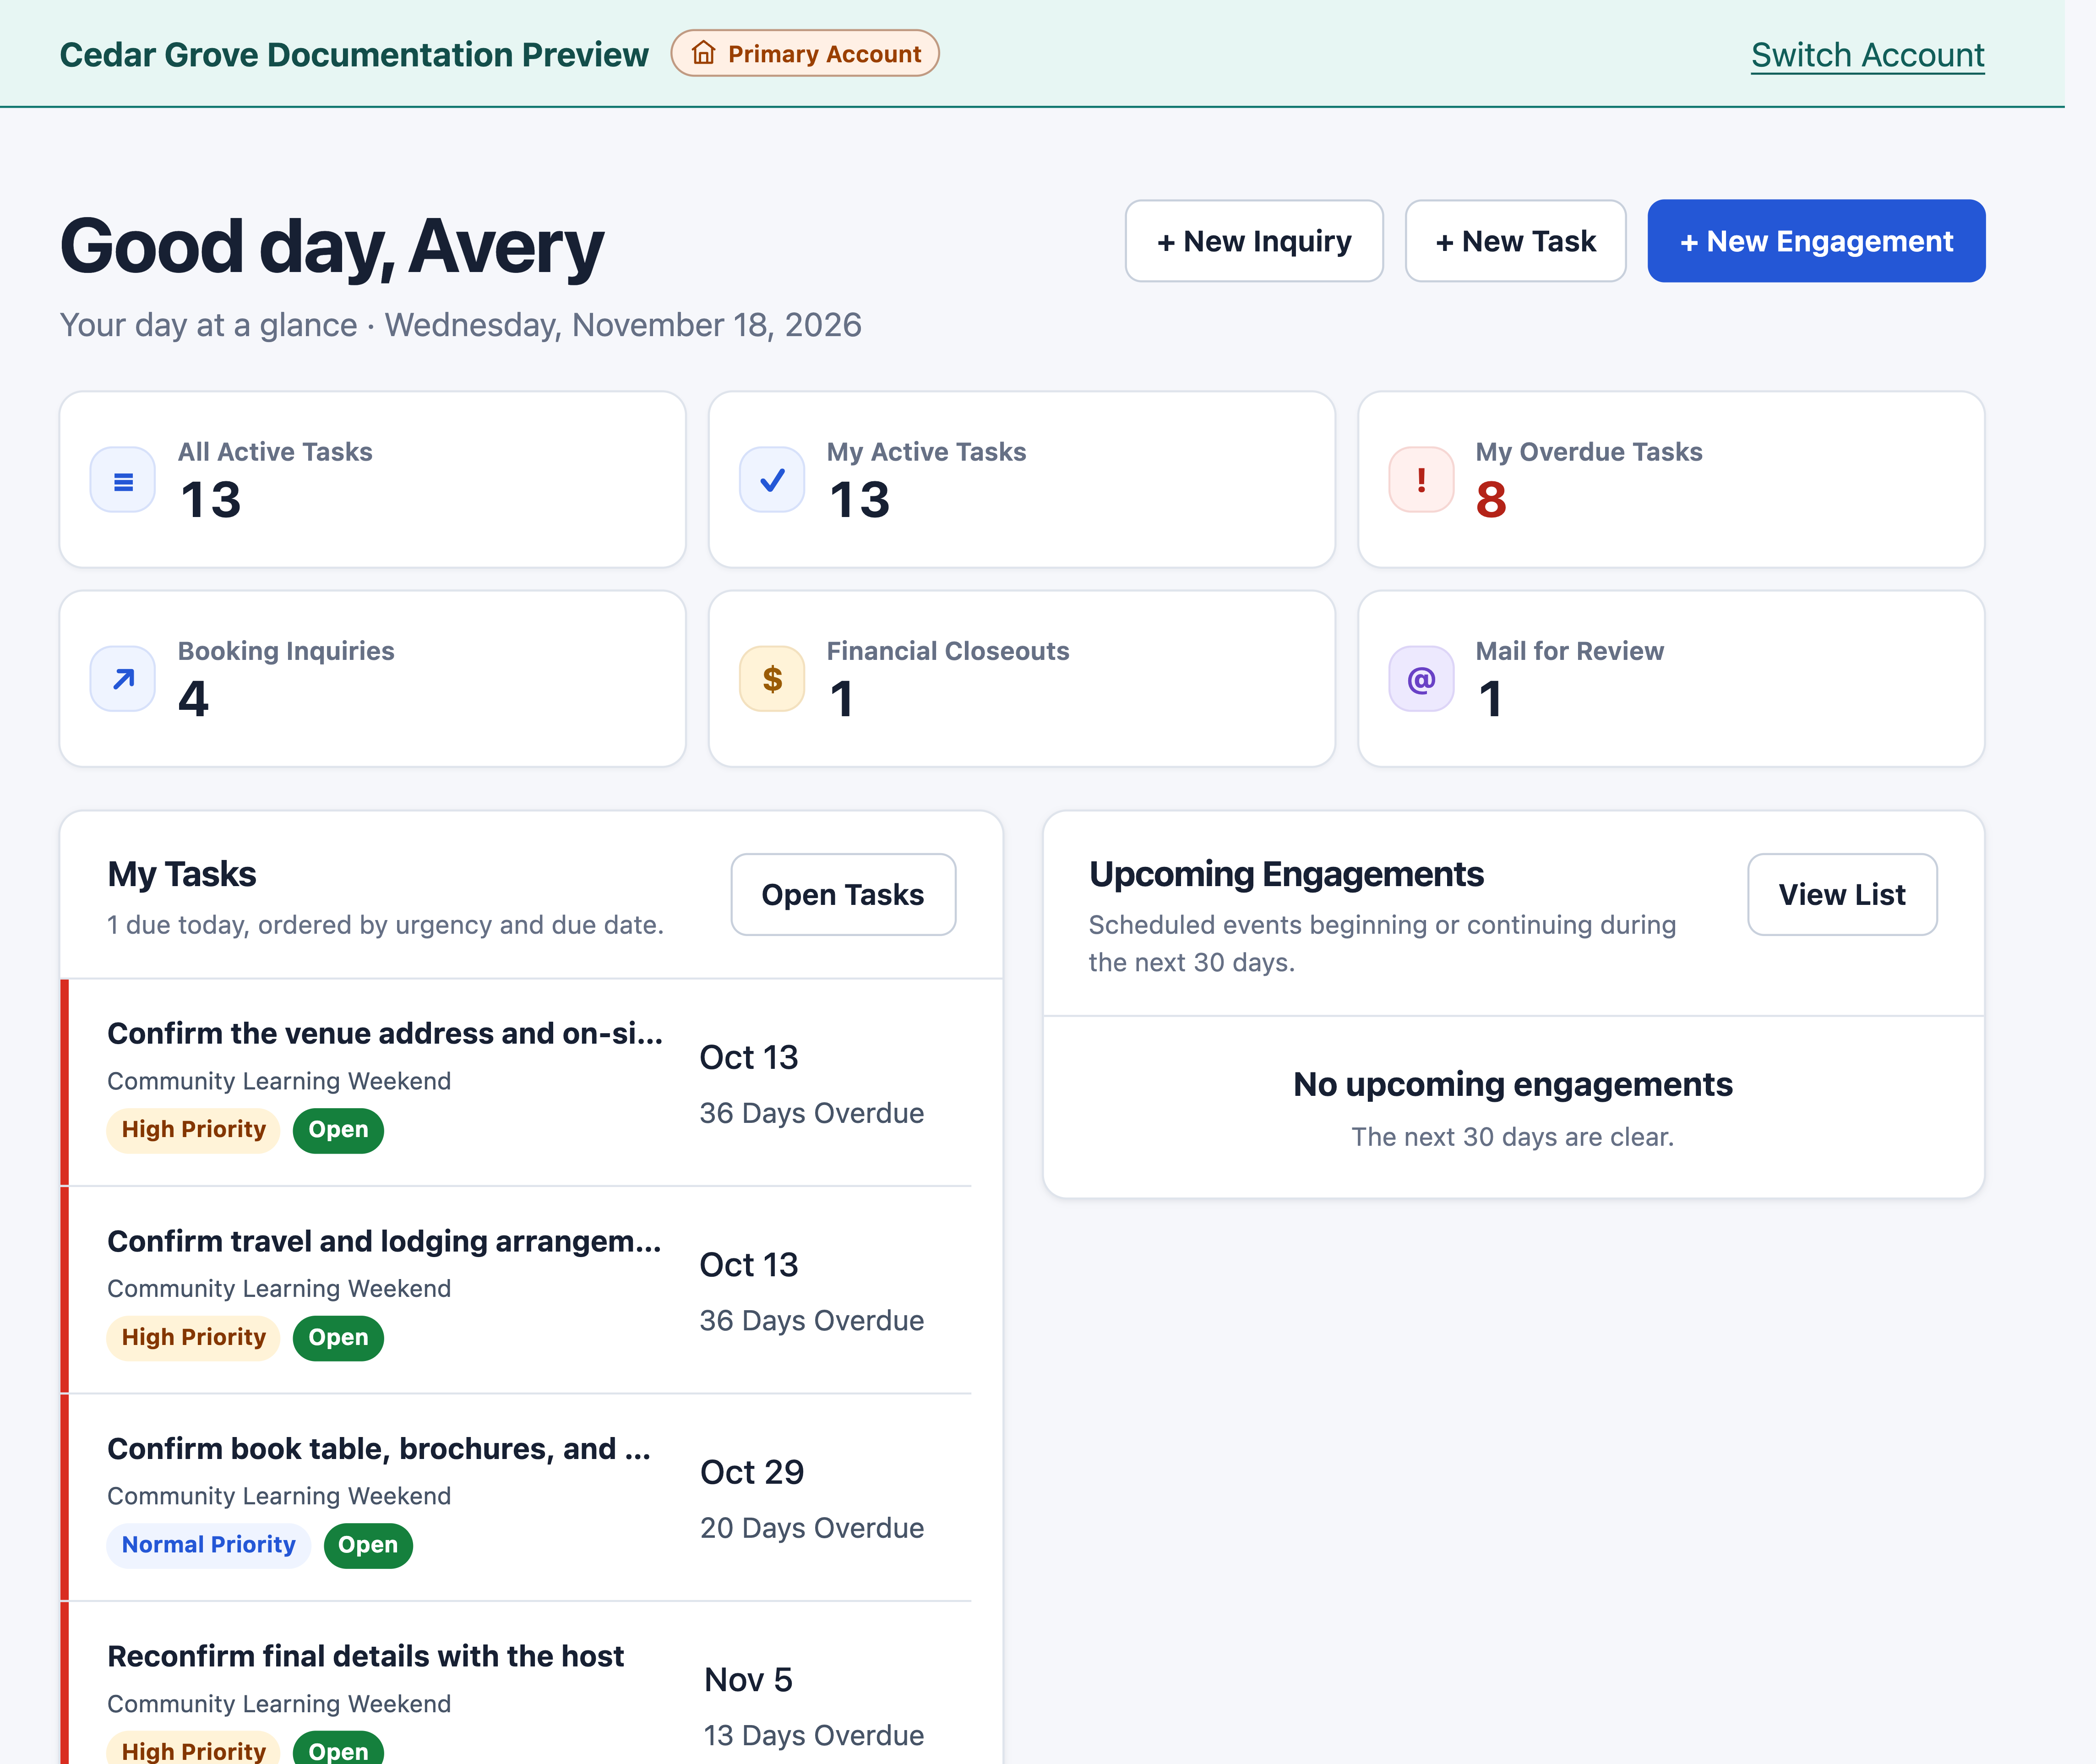 Cedar Grove Documentation Preview
Primary Account
Switch Account
Good day, Avery
Your day at a glance · Wednesday, November 18, 2026
+ New Inquiry
+ New Task
+ New Engagement
All Active Tasks
13
My Active Tasks
13
! My Overdue Tasks
8
Booking Inquiries
4
$ Financial Closeouts
1
@ Mail for Review
1
My Tasks
1 due today, ordered by urgency and due date.
Open Tasks
Confirm the venue address and on-si...
Community Learning Weekend
High Priority Open
Oct 13
36 Days Overdue
Confirm travel and lodging arrangem...
Community Learning Weekend
High Priority Open
Oct 13
36 Days Overdue
Confirm book table, brochures, and ...
Community Learning Weekend
Normal Priority Open
Oct 29
20 Days Overdue
Reconfirm final details with the host
Community Learning Weekend
High Priority Open
Nov 5
13 Days Overdue
Upcoming Engagements
Scheduled events beginning or continuing during
the next 30 days.
View List
No upcoming engagements
The next 30 days are clear.